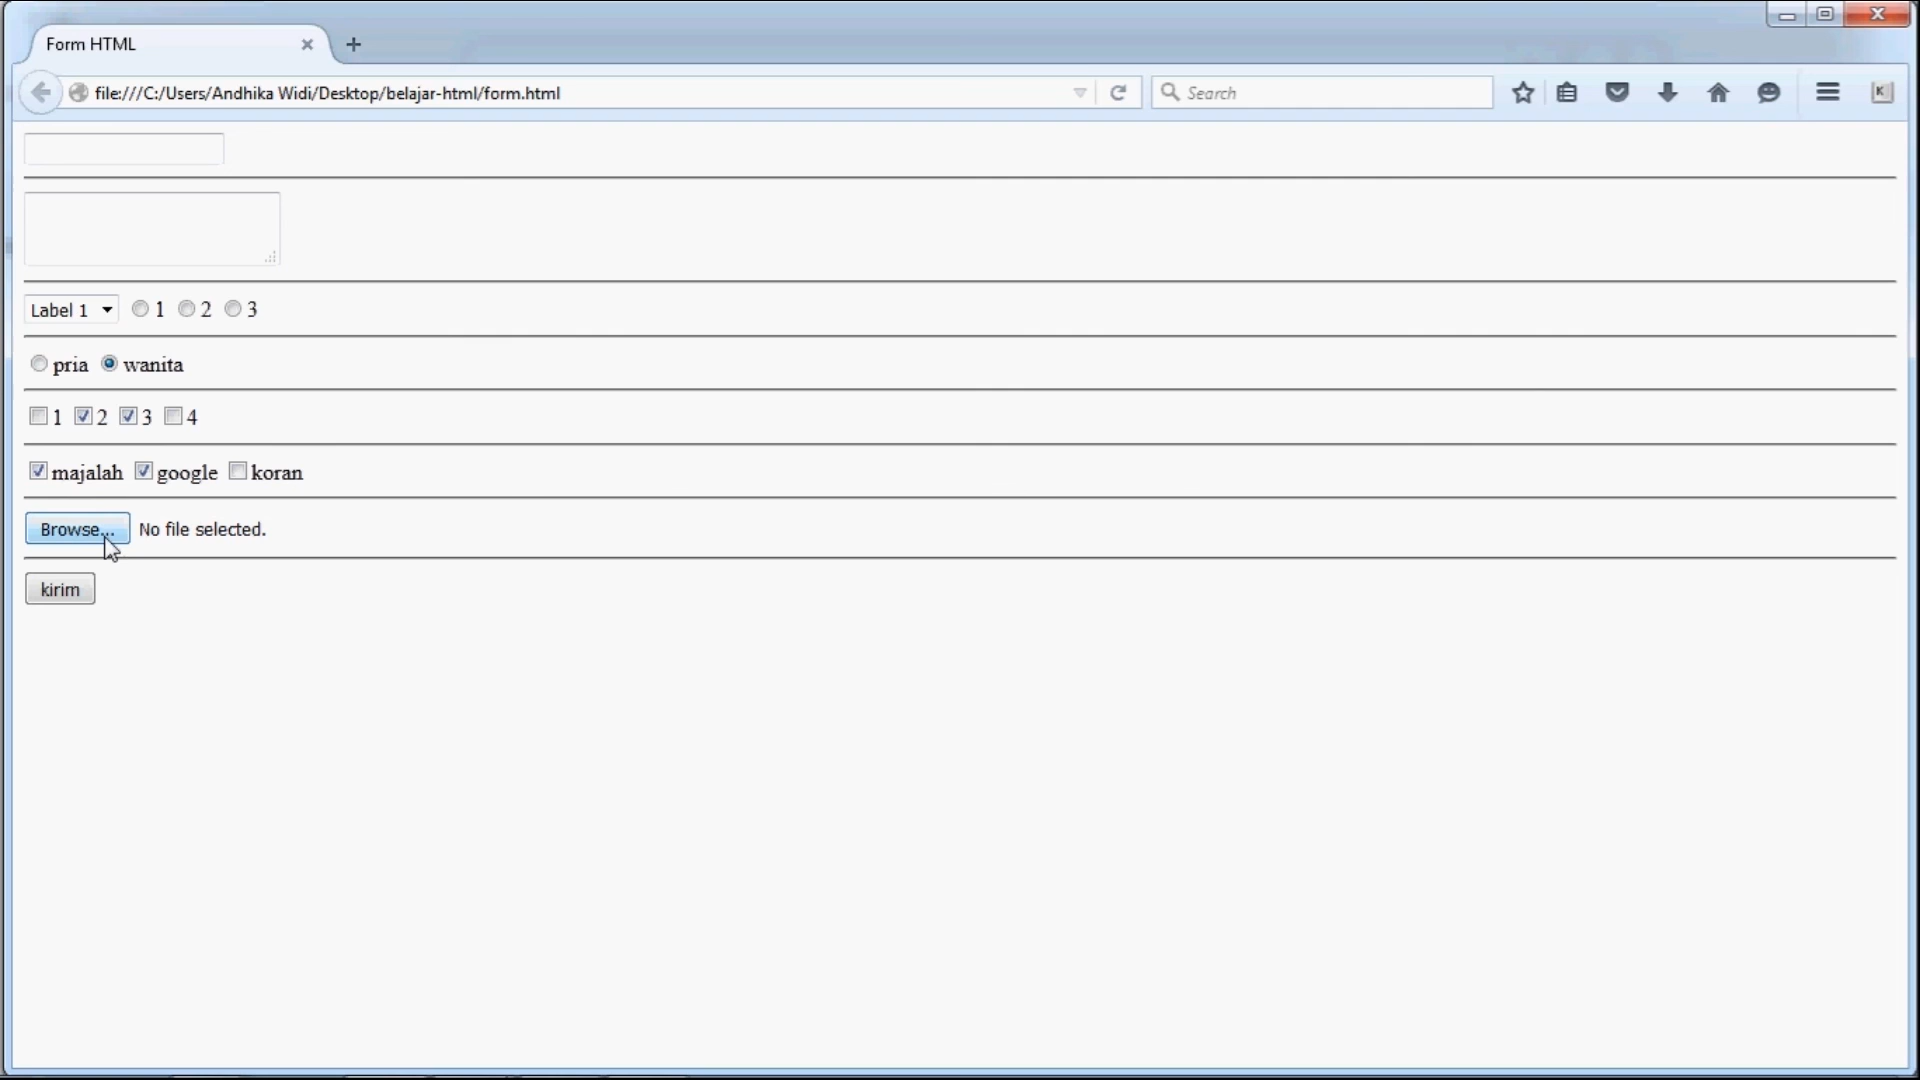 Form HTML
file:///C:/Users/Andhika Widi/Desktop/belajar-html/form.html
Search
K
Label 1 1 2 3
pria wanita
1 2 3 4
majalah google koran
Browse... No file selected.
kirim